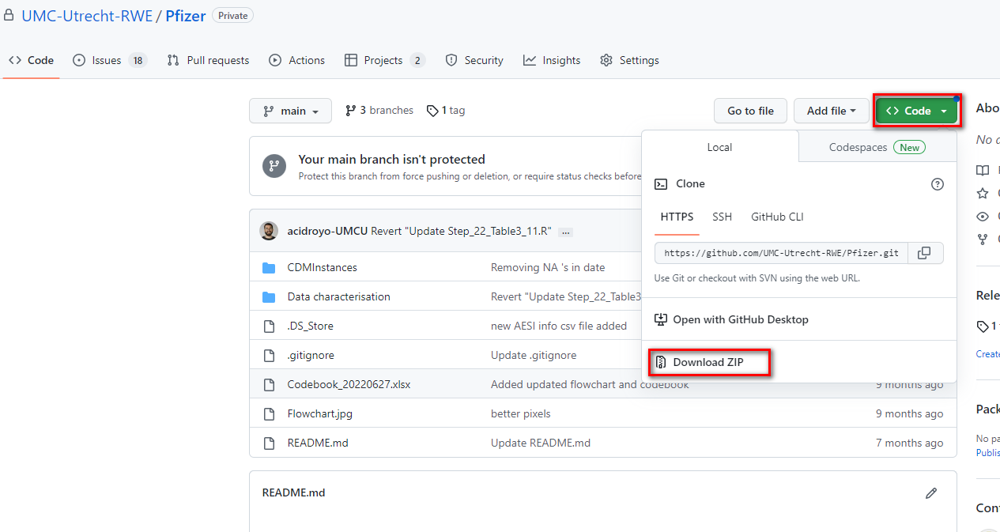 UMC-Utrecht-RWE / Pfizer Private
Code Issues 18 Pull requests Actions Projects 2 Security Insights Settings
main 3 branches 1 tag Go to file Add file Code
Abo
Local Codespaces New
No
Your main branch isn't protected
Protect this branch from force pushing or deletion, or require status checks before
Clone
HTTPS SSH GitHub CLI
acidroyo-UMCU Revert "Update Step_22_Table3_11.R" ...
https://github.com/UMC-Utrecht-RWE/Pfizer.git
CDMInstances Removing NA 's in date
Use Git or checkout with SVN using the web URL.
Data characterisation Revert "Update Step_22_Table3
Rele
Open with GitHub Desktop
.DS_Store new AESI info csv file added
1
.gitignore Update .gitignore
Create
Download ZIP
Codebook_20220627.xlsx Added updated flowchart and codebook 9 months ago
Flowchart.jpg better pixels 9 months ago
Pack
README.md Update README.md 7 months ago
No pa
Publis
README.md
Cont